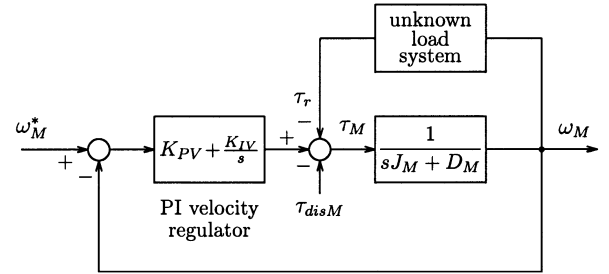 unknown
load
system
τ_r
−
ω*_M
+
−
K_PV + K_IV/s
+
−
τ_M
1
sJ_M + D_M
ω_M
τ_disM
PI velocity
regulator